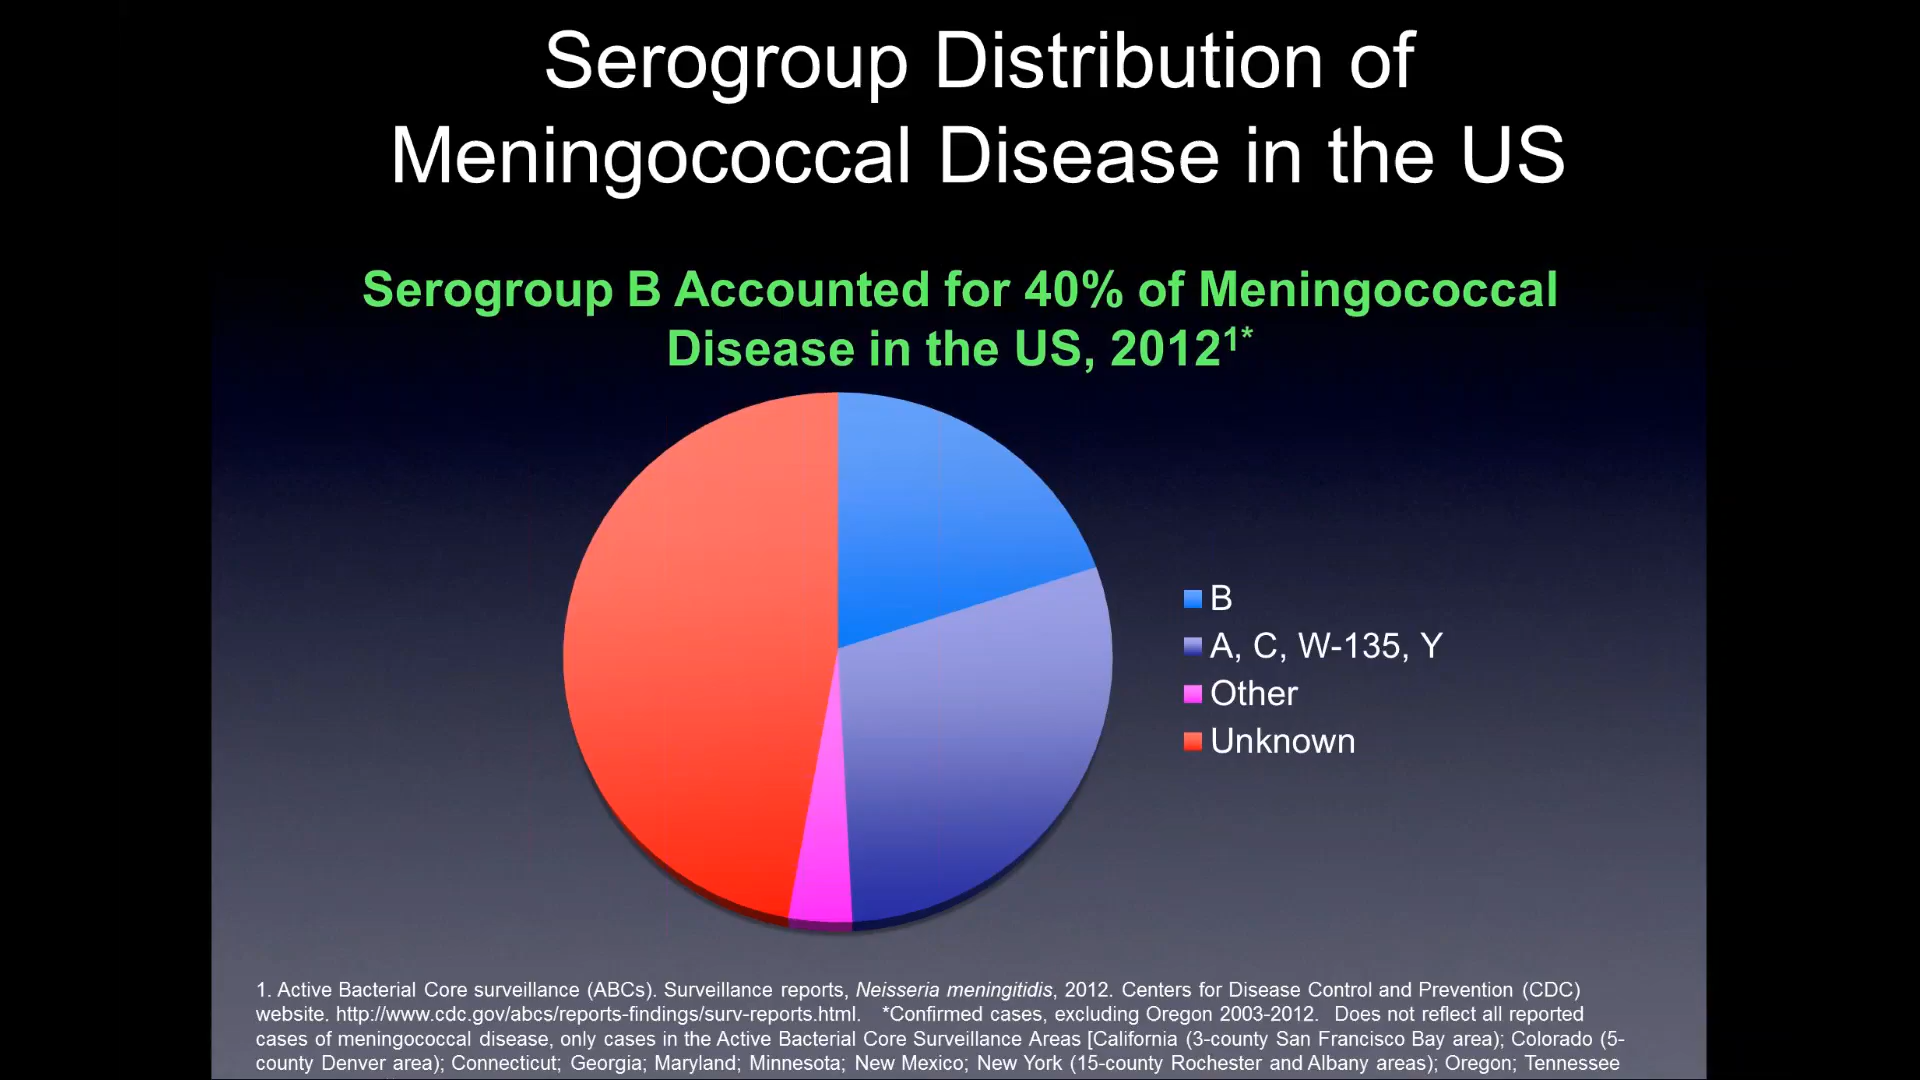 Serogroup Distribution of
Meningococcal Disease in the US
Serogroup B Accounted for 40% of Meningococcal
Disease in the US, 2012¹*
B
A, C, W-135, Y
Other
Unknown
1. Active Bacterial Core surveillance (ABCs). Surveillance reports, Neisseria meningitidis, 2012. Centers for Disease Control and Prevention (CDC)
website. http://www.cdc.gov/abcs/reports-findings/surv-reports.html. *Confirmed cases, excluding Oregon 2003-2012. Does not reflect all reported
cases of meningococcal disease, only cases in the Active Bacterial Core Surveillance Areas [California (3-county San Francisco Bay area); Colorado (5-
county Denver area); Connecticut; Georgia; Maryland; Minnesota; New Mexico; New York (15-county Rochester and Albany areas); Oregon; Tennessee